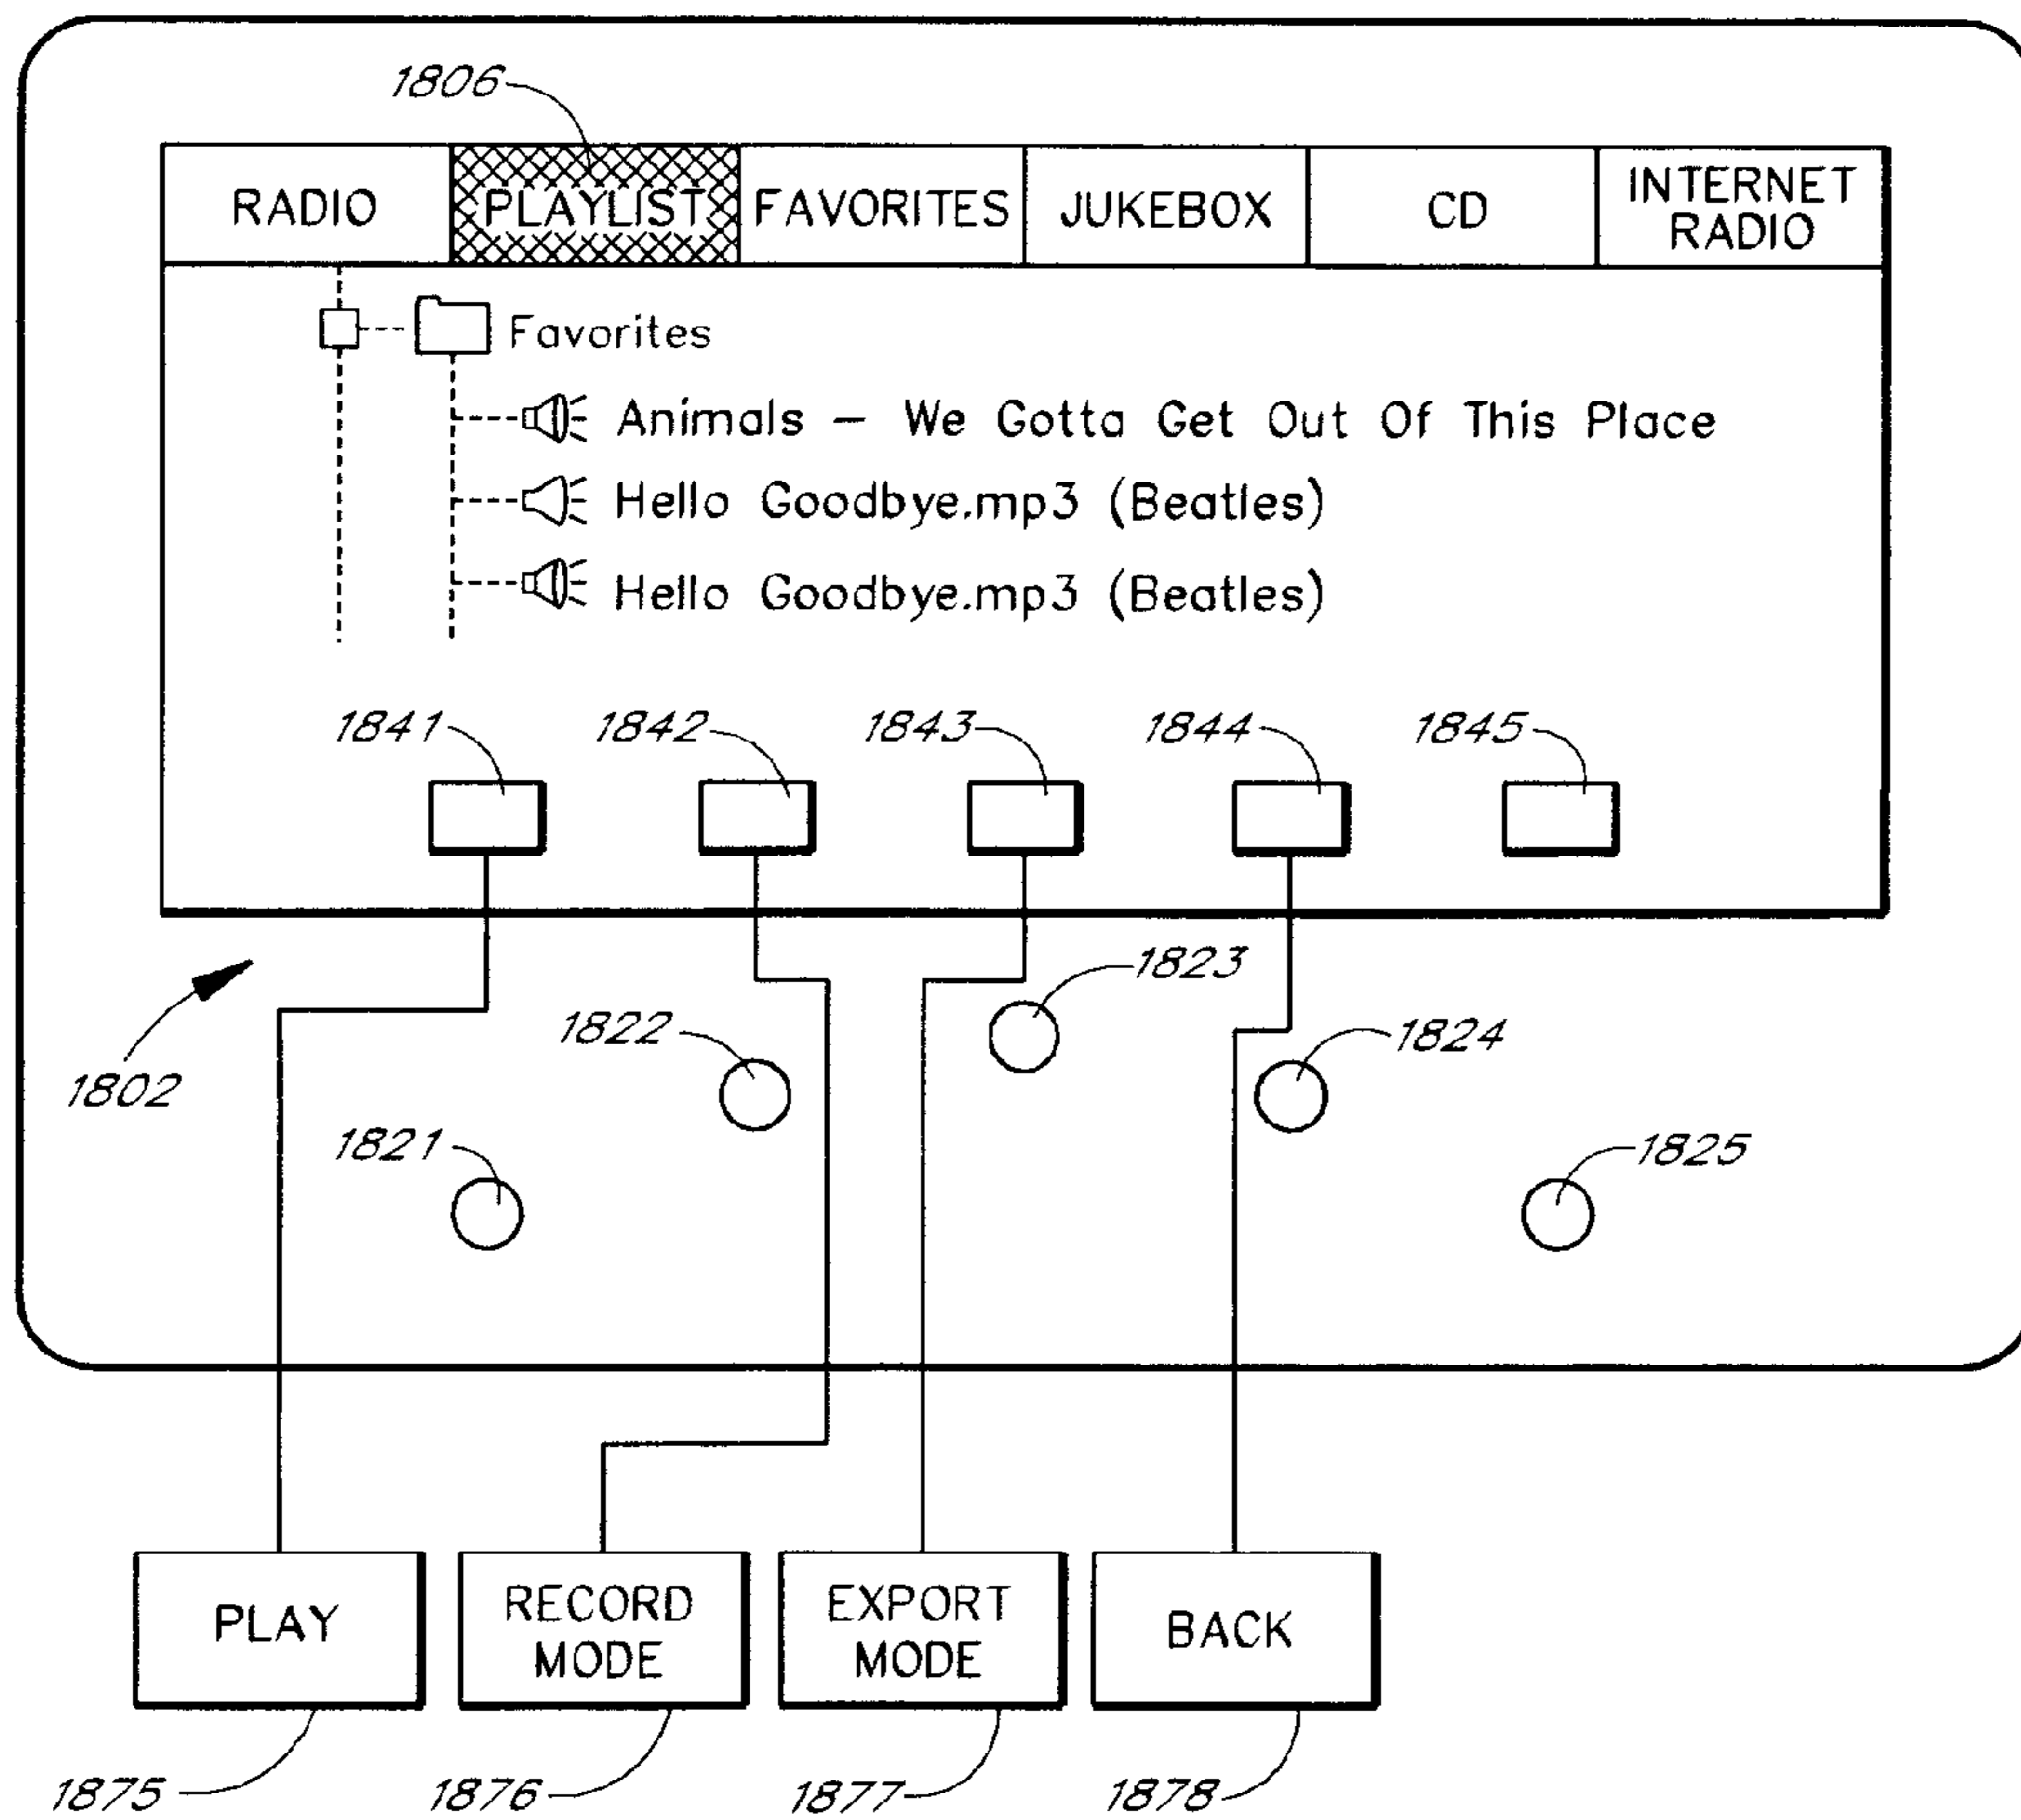 1806
RADIO
PLAYLIST
FAVORITES
JUKEBOX
CD
INTERNET
RADIO
Favorites
Animals – We Gotta Get Out Of This Place
Hello Goodbye.mp3 (Beatles)
Hello Goodbye.mp3 (Beatles)
1841
1842
1843
1844
1845
1802
1823
1822
1824
1821
1825
PLAY
RECORD
MODE
EXPORT
MODE
BACK
1875
1876
1877
1878